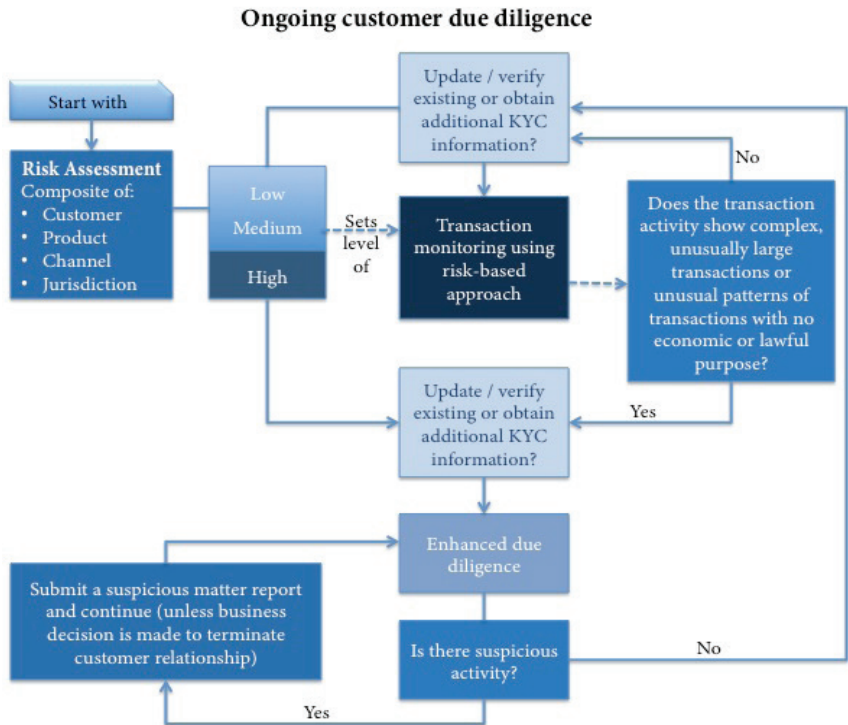 Ongoing customer due diligence
Start with
Risk Assessment
Composite of:
• Customer
• Product
• Channel
• Jurisdiction
Low
Medium
High
Sets
level of
Update / verify
existing or obtain
additional KYC
information?
Transaction
monitoring using
risk-based
approach
No
Does the transaction
activity show complex,
unusually large
transactions or
unusual patterns of
transactions with no
economic or lawful
purpose?
Yes
Update / verify
existing or obtain
additional KYC
information?
Enhanced due
diligence
Submit a suspicious matter report
and continue (unless business
decision is made to terminate
customer relationship)
Is there suspicious
activity?
No
Yes